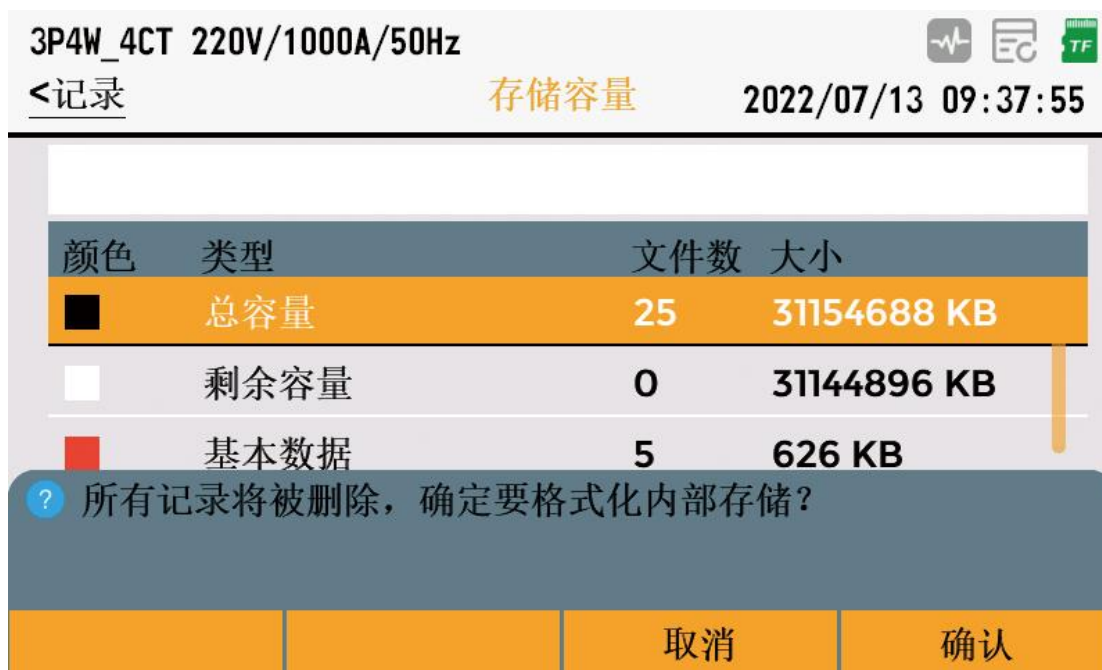 3P4W_4CT 220V/1000A/50Hz
TF
<记录 存储容量 2022/07/13 09:37:55
颜色 类型 文件数 大小
总容量 25 31154688 KB
剩余容量 0 31144896 KB
基本数据 5 626 KB
? 所有记录将被删除，确定要格式化内部存储？
取消 确认